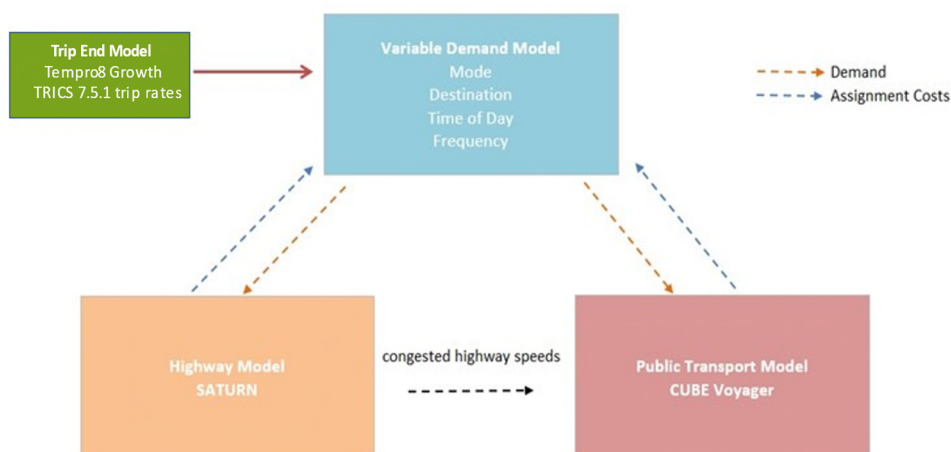 Trip End Model
Tempro8 Growth
TRICS 7.5.1 trip rates
Variable Demand Model
Mode
Destination
Time of Day
Frequency
Demand
Assignment Costs
Highway Model
SATURN
congested highway speeds
Public Transport Model
CUBE Voyager